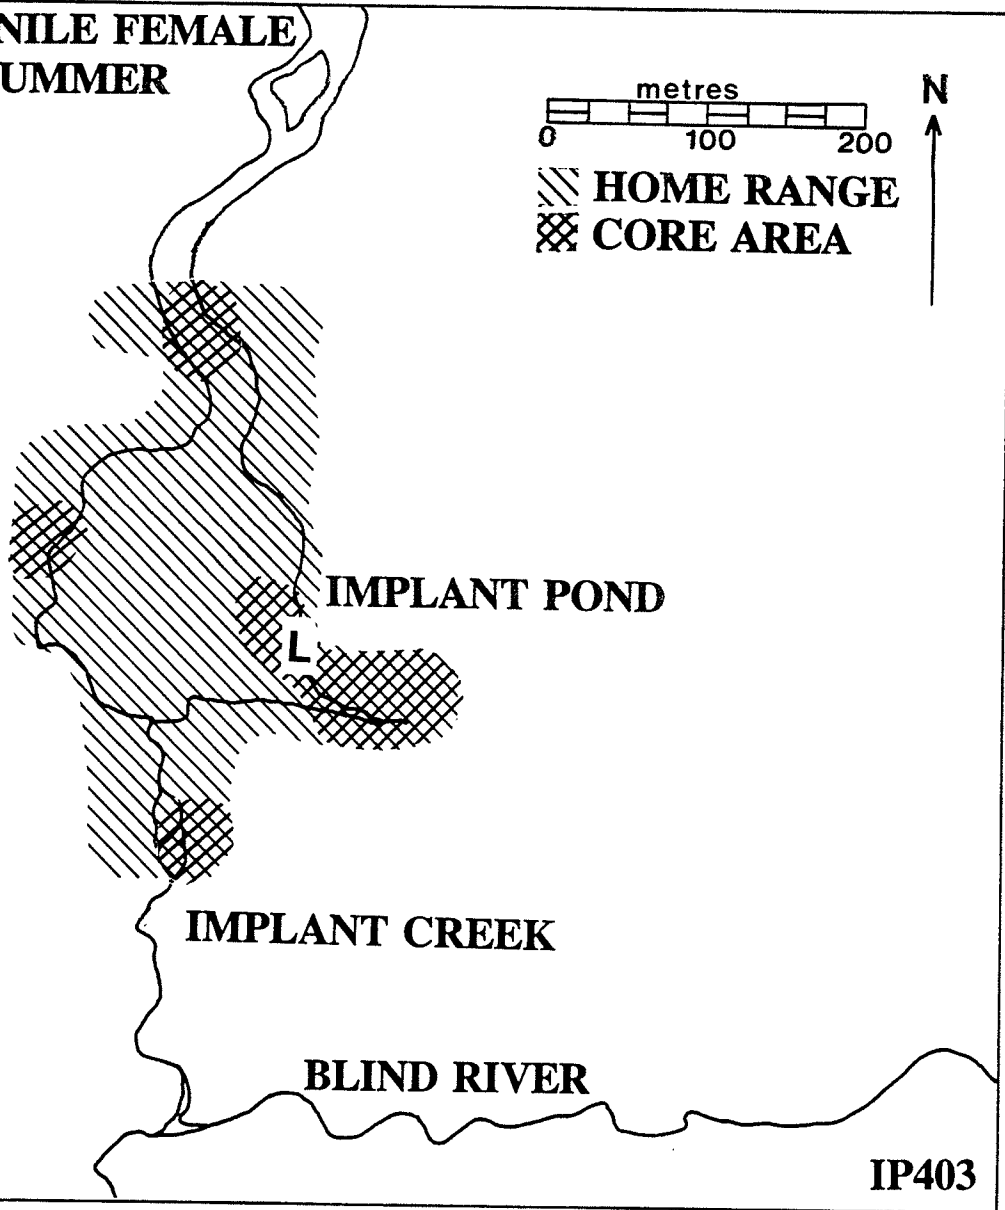 NILE FEMALE
UMMER
metres
N
0 100 200
HOME RANGE
CORE AREA
IMPLANT POND
L
IMPLANT CREEK
BLIND RIVER
IP403